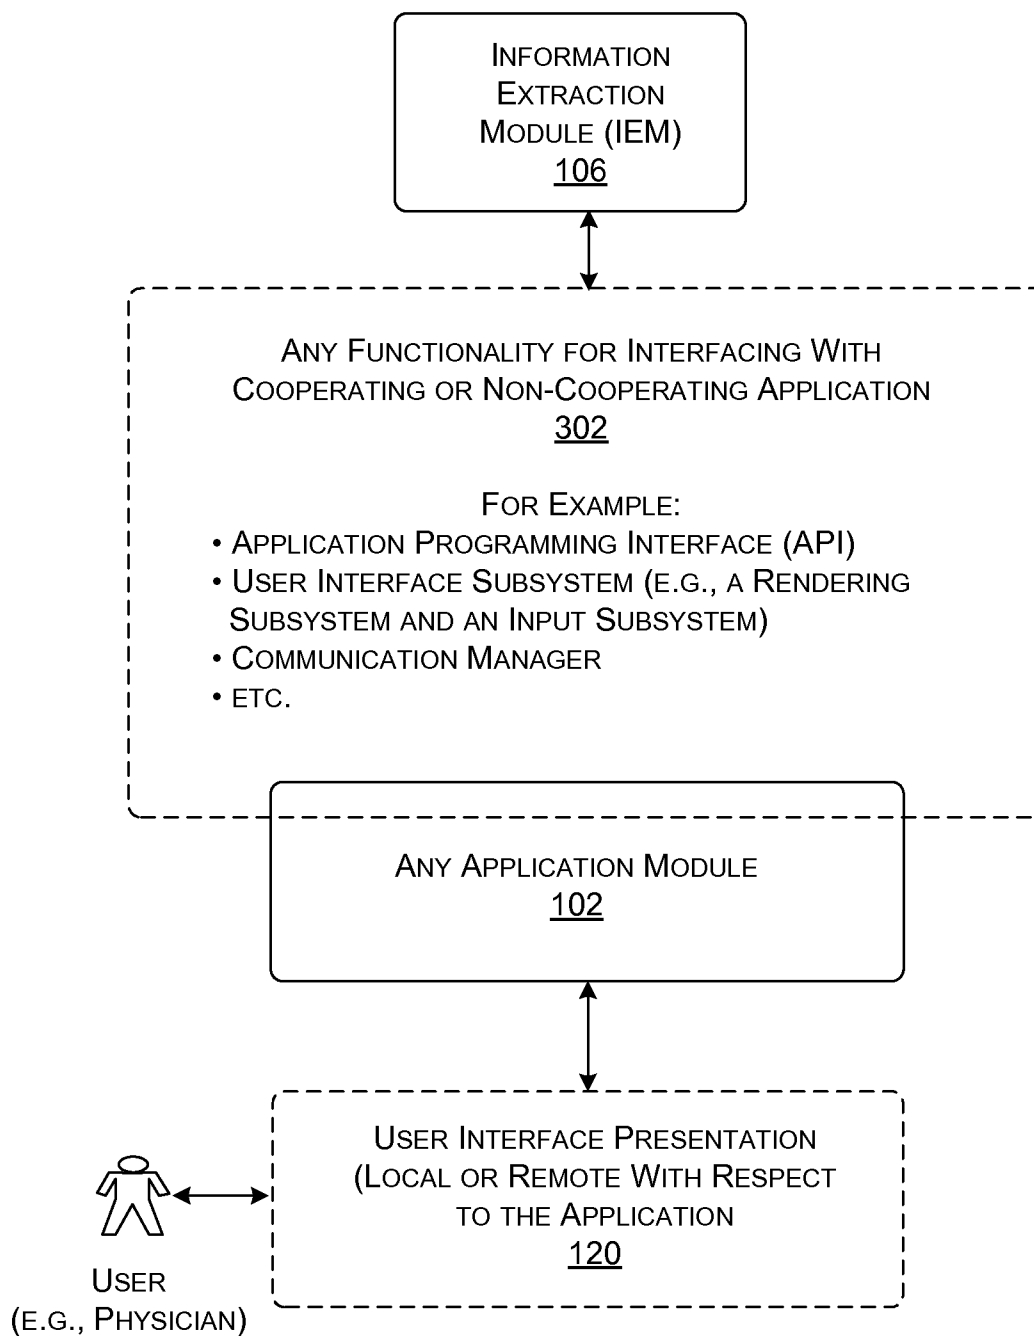 INFORMATION
EXTRACTION
MODULE (IEM)
106
ANY FUNCTIONALITY FOR INTERFACING WITH
COOPERATING OR NON-COOPERATING APPLICATION
302
FOR EXAMPLE:
• APPLICATION PROGRAMMING INTERFACE (API)
• USER INTERFACE SUBSYSTEM (E.G., A RENDERING
SUBSYSTEM AND AN INPUT SUBSYSTEM)
• COMMUNICATION MANAGER
• ETC.
ANY APPLICATION MODULE
102
USER INTERFACE PRESENTATION
(LOCAL OR REMOTE WITH RESPECT
TO THE APPLICATION
120
USER
(E.G., PHYSICIAN)